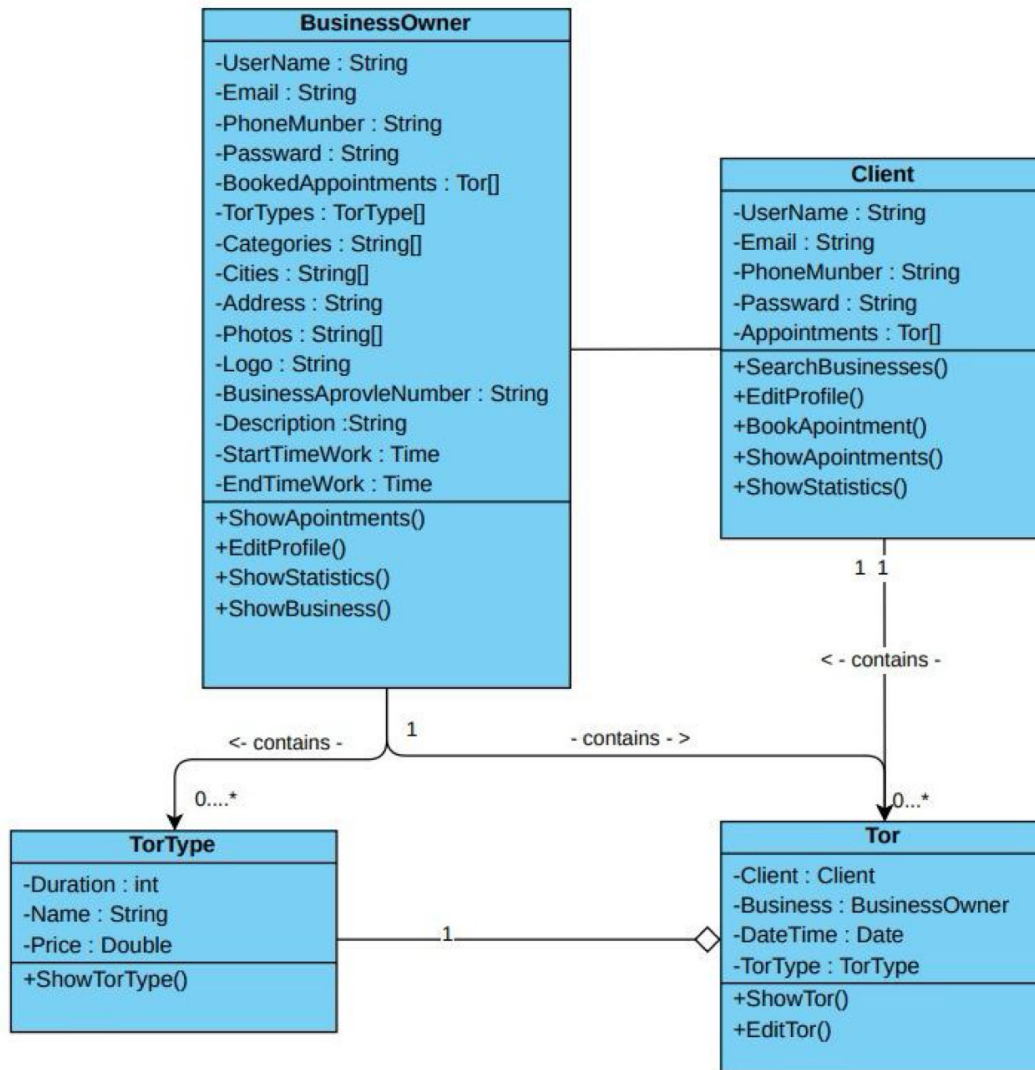 BusinessOwner
-UserName : String
-Email : String
-PhoneMunber : String
-Passward : String
-BookedAppointments : Tor[]
-TorTypes : TorType[]
-Categories : String[]
-Cities : String[]
-Address : String
-Photos : String[]
-Logo : String
-BusinessAprovleNumber : String
-Description :String
-StartTimeWork : Time
-EndTimeWork : Time
+ShowApointments()
+EditProfile()
+ShowStatistics()
+ShowBusiness()
Client
-UserName : String
-Email : String
-PhoneMunber : String
-Passward : String
-Appointments : Tor[]
+SearchBusinesses()
+EditProfile()
+BookApointment()
+ShowApointments()
+ShowStatistics()
1 1
< - contains -
1
<- contains -
- contains - >
0....*
0...*
TorType
-Duration : int
-Name : String
-Price : Double
+ShowTorType()
1
Tor
-Client : Client
-Business : BusinessOwner
-DateTime : Date
-TorType : TorType
+ShowTor()
+EditTor()